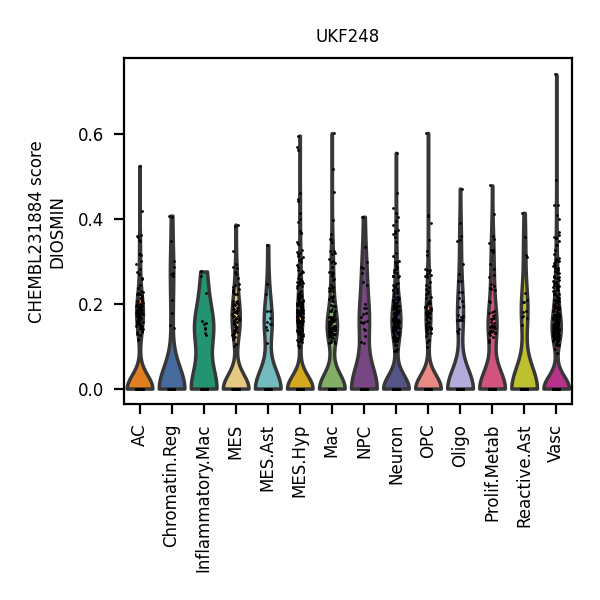 UKF248
CHEMBL231884 score
DIOSMIN
0.6
0.4
0.2
0.0
AC
Chromatin.Reg
Inflammatory.Mac
MES
MES.Ast
MES.Hyp
Mac
NPC
Neuron
OPC
Oligo
Prolif.Metab
Reactive.Ast
Vasc